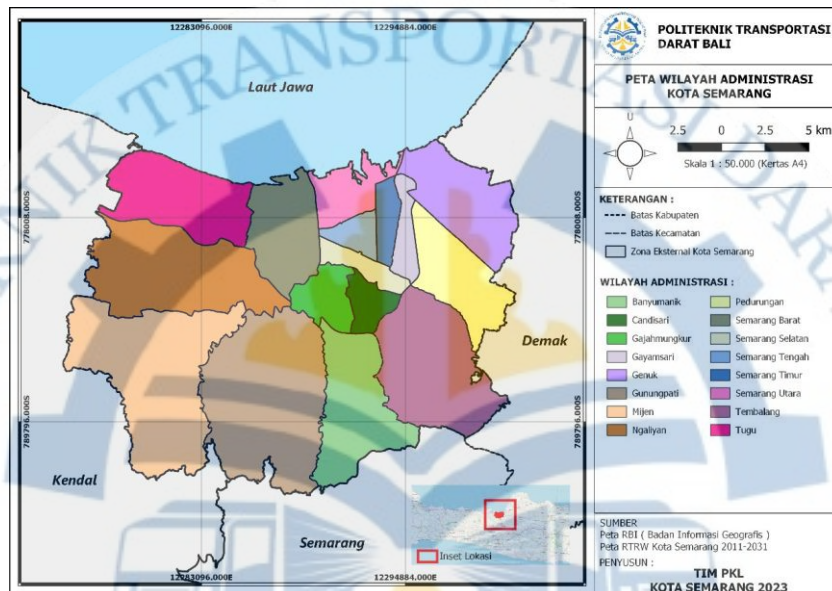 POLITEKNIK TRANSPORTASI
DARAT BALI
PETA WILAYAH ADMINISTRASI
KOTA SEMARANG
U
2.5 0 2.5 5 km
Skala 1 : 50.000 (Kertas A4)
KETERANGAN :
Batas Kabupaten
Batas Kecamatan
Zona Eksternal Kota Semarang
WILAYAH ADMINISTRASI :
Banyumanik
Candisari
Gajahmungkur
Gayamsari
Genuk
Gunungpati
Mijen
Ngaliyan
Pedurungan
Semarang Barat
Semarang Selatan
Semarang Tengah
Semarang Timur
Semarang Utara
Tembalang
Tugu
SUMBER
Peta RBI ( Badan Informasi Geografis )
Peta RTRW Kota Semarang 2011-2031
PENYUSUN :
TIM PKL
KOTA SEMARANG 2023
12283096.000E 12294884.000E
Laut Jawa
778008.000S 778008.000S
Demak
789796.000S 789796.000S
Kendal
Semarang
Inset Lokasi
12283096.000E 12294884.000E